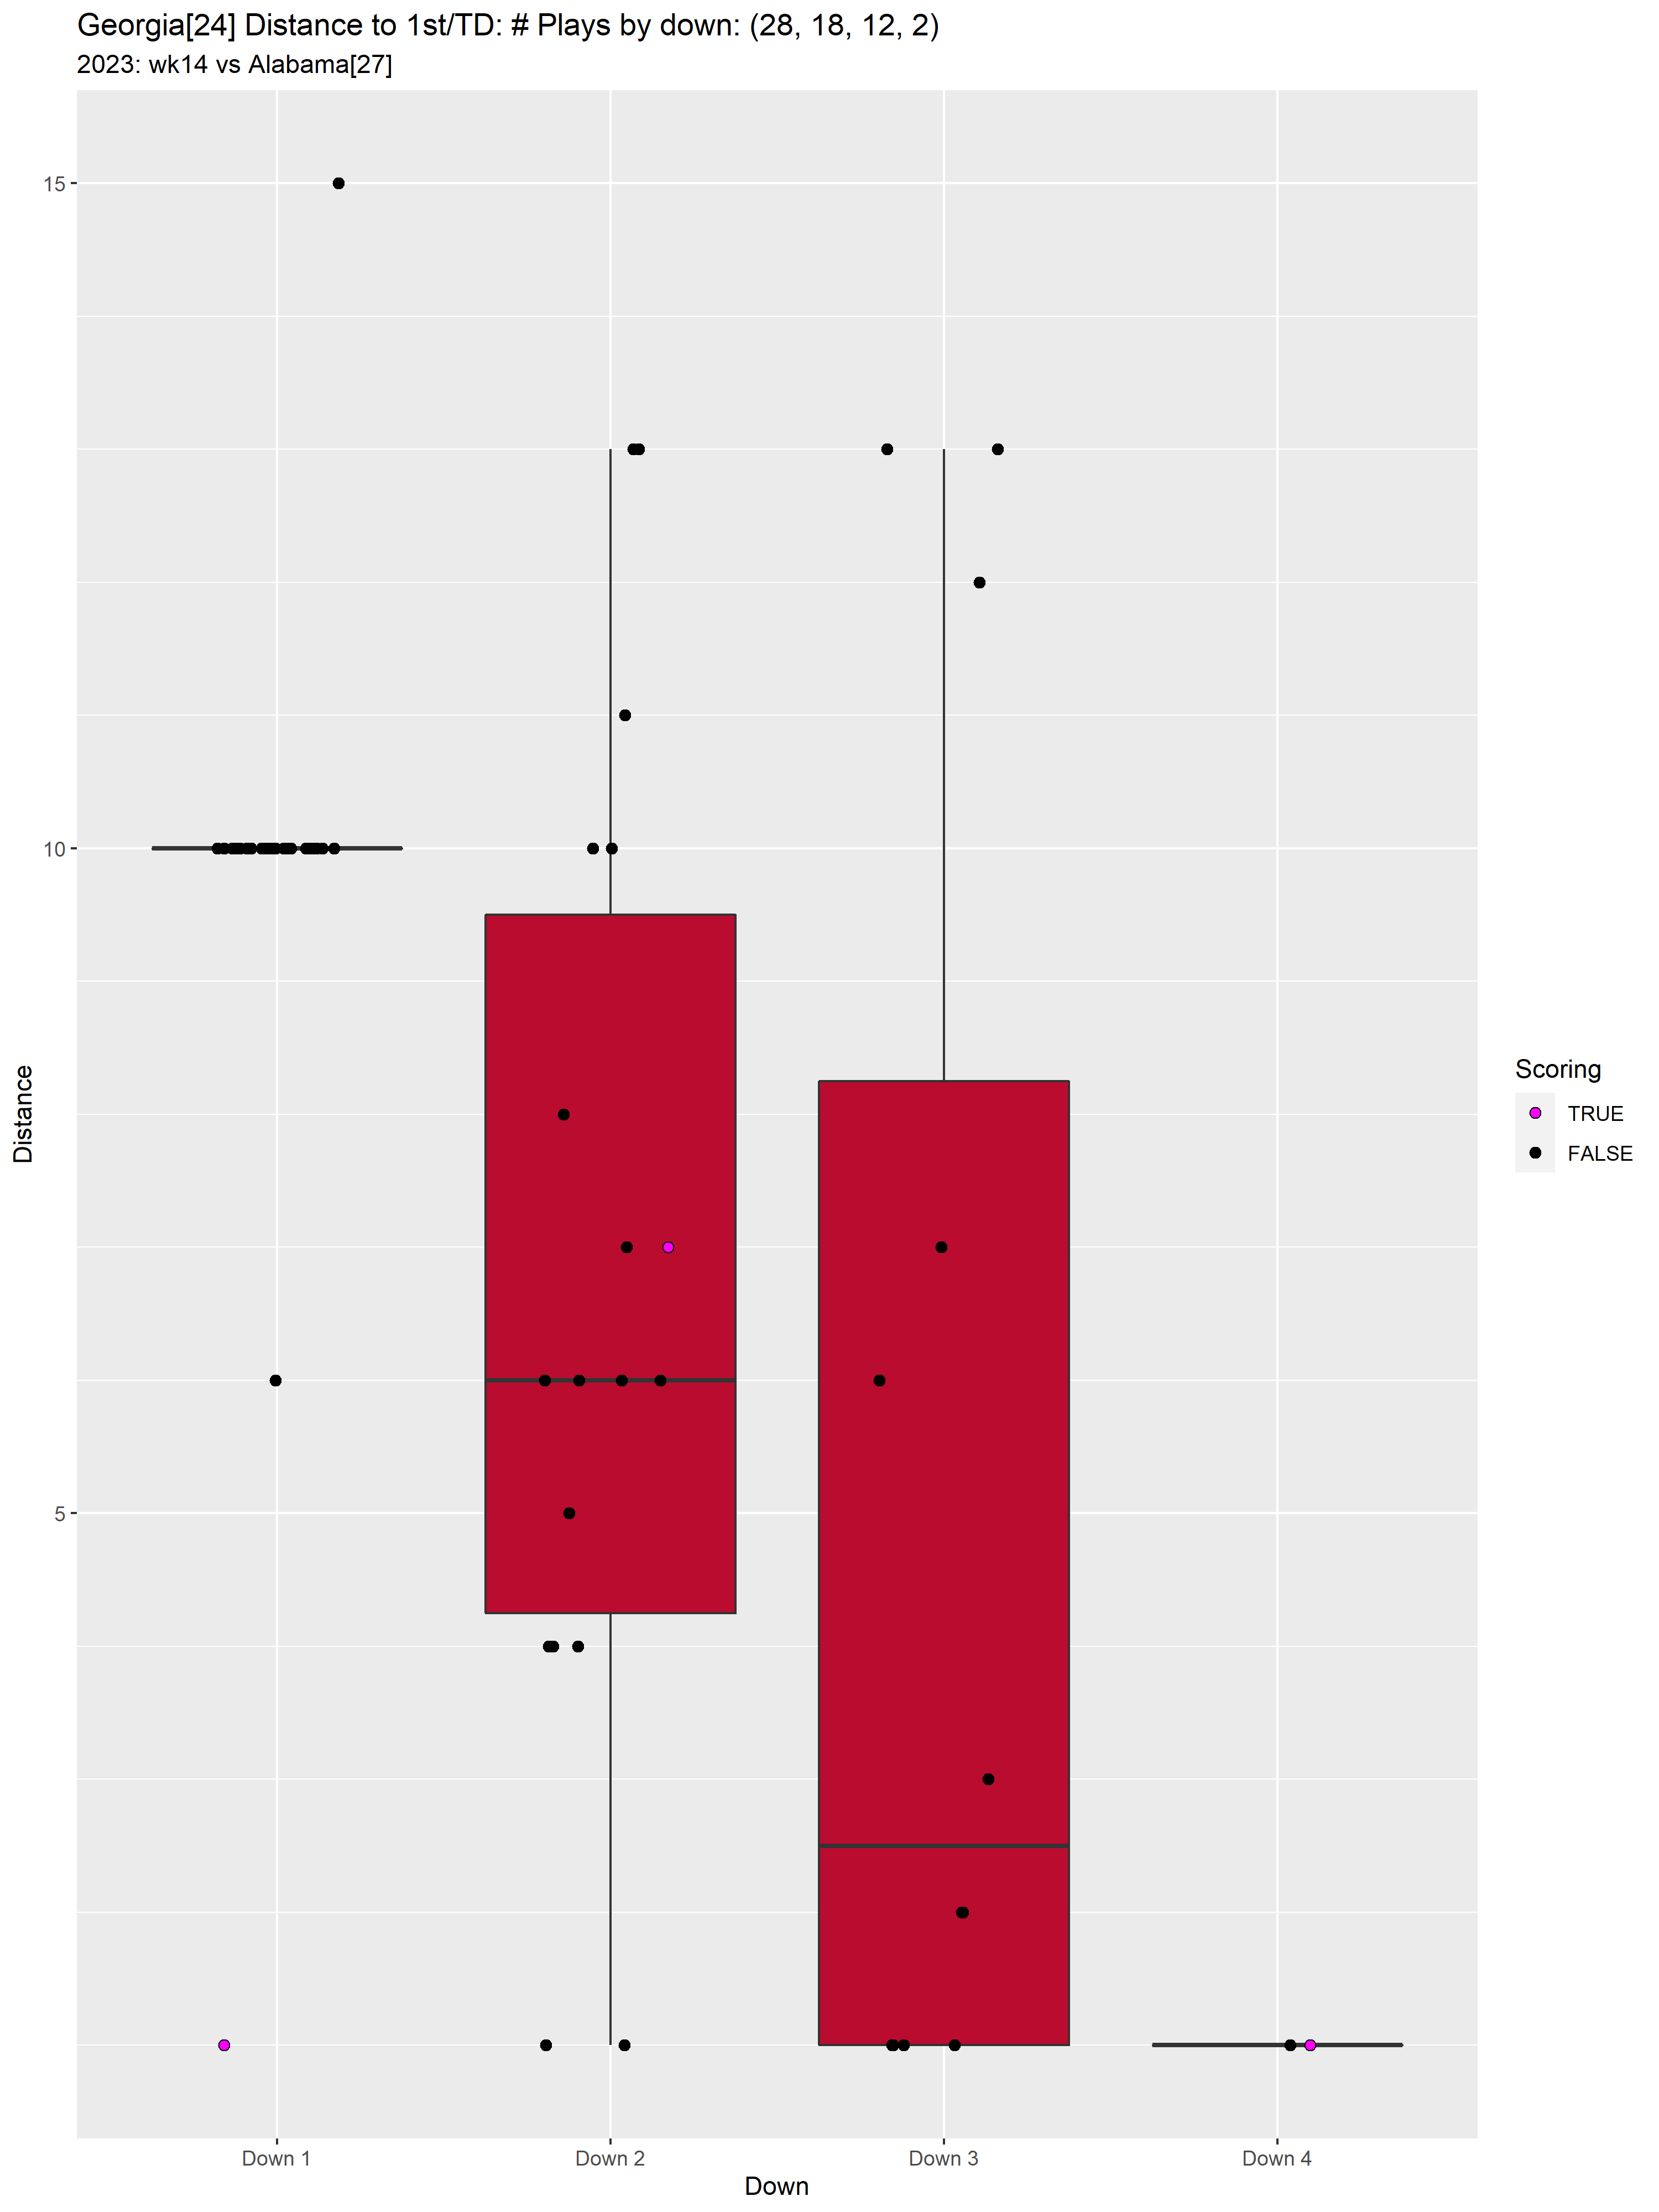 Georgia[24] Distance to 1st/TD: # Plays by down: (28, 18, 12, 2)
2023: wk14 vs Alabama[27]
15
10
5
Distance
Down 1
Down 2
Down 3
Down 4
Down
Scoring
TRUE
FALSE